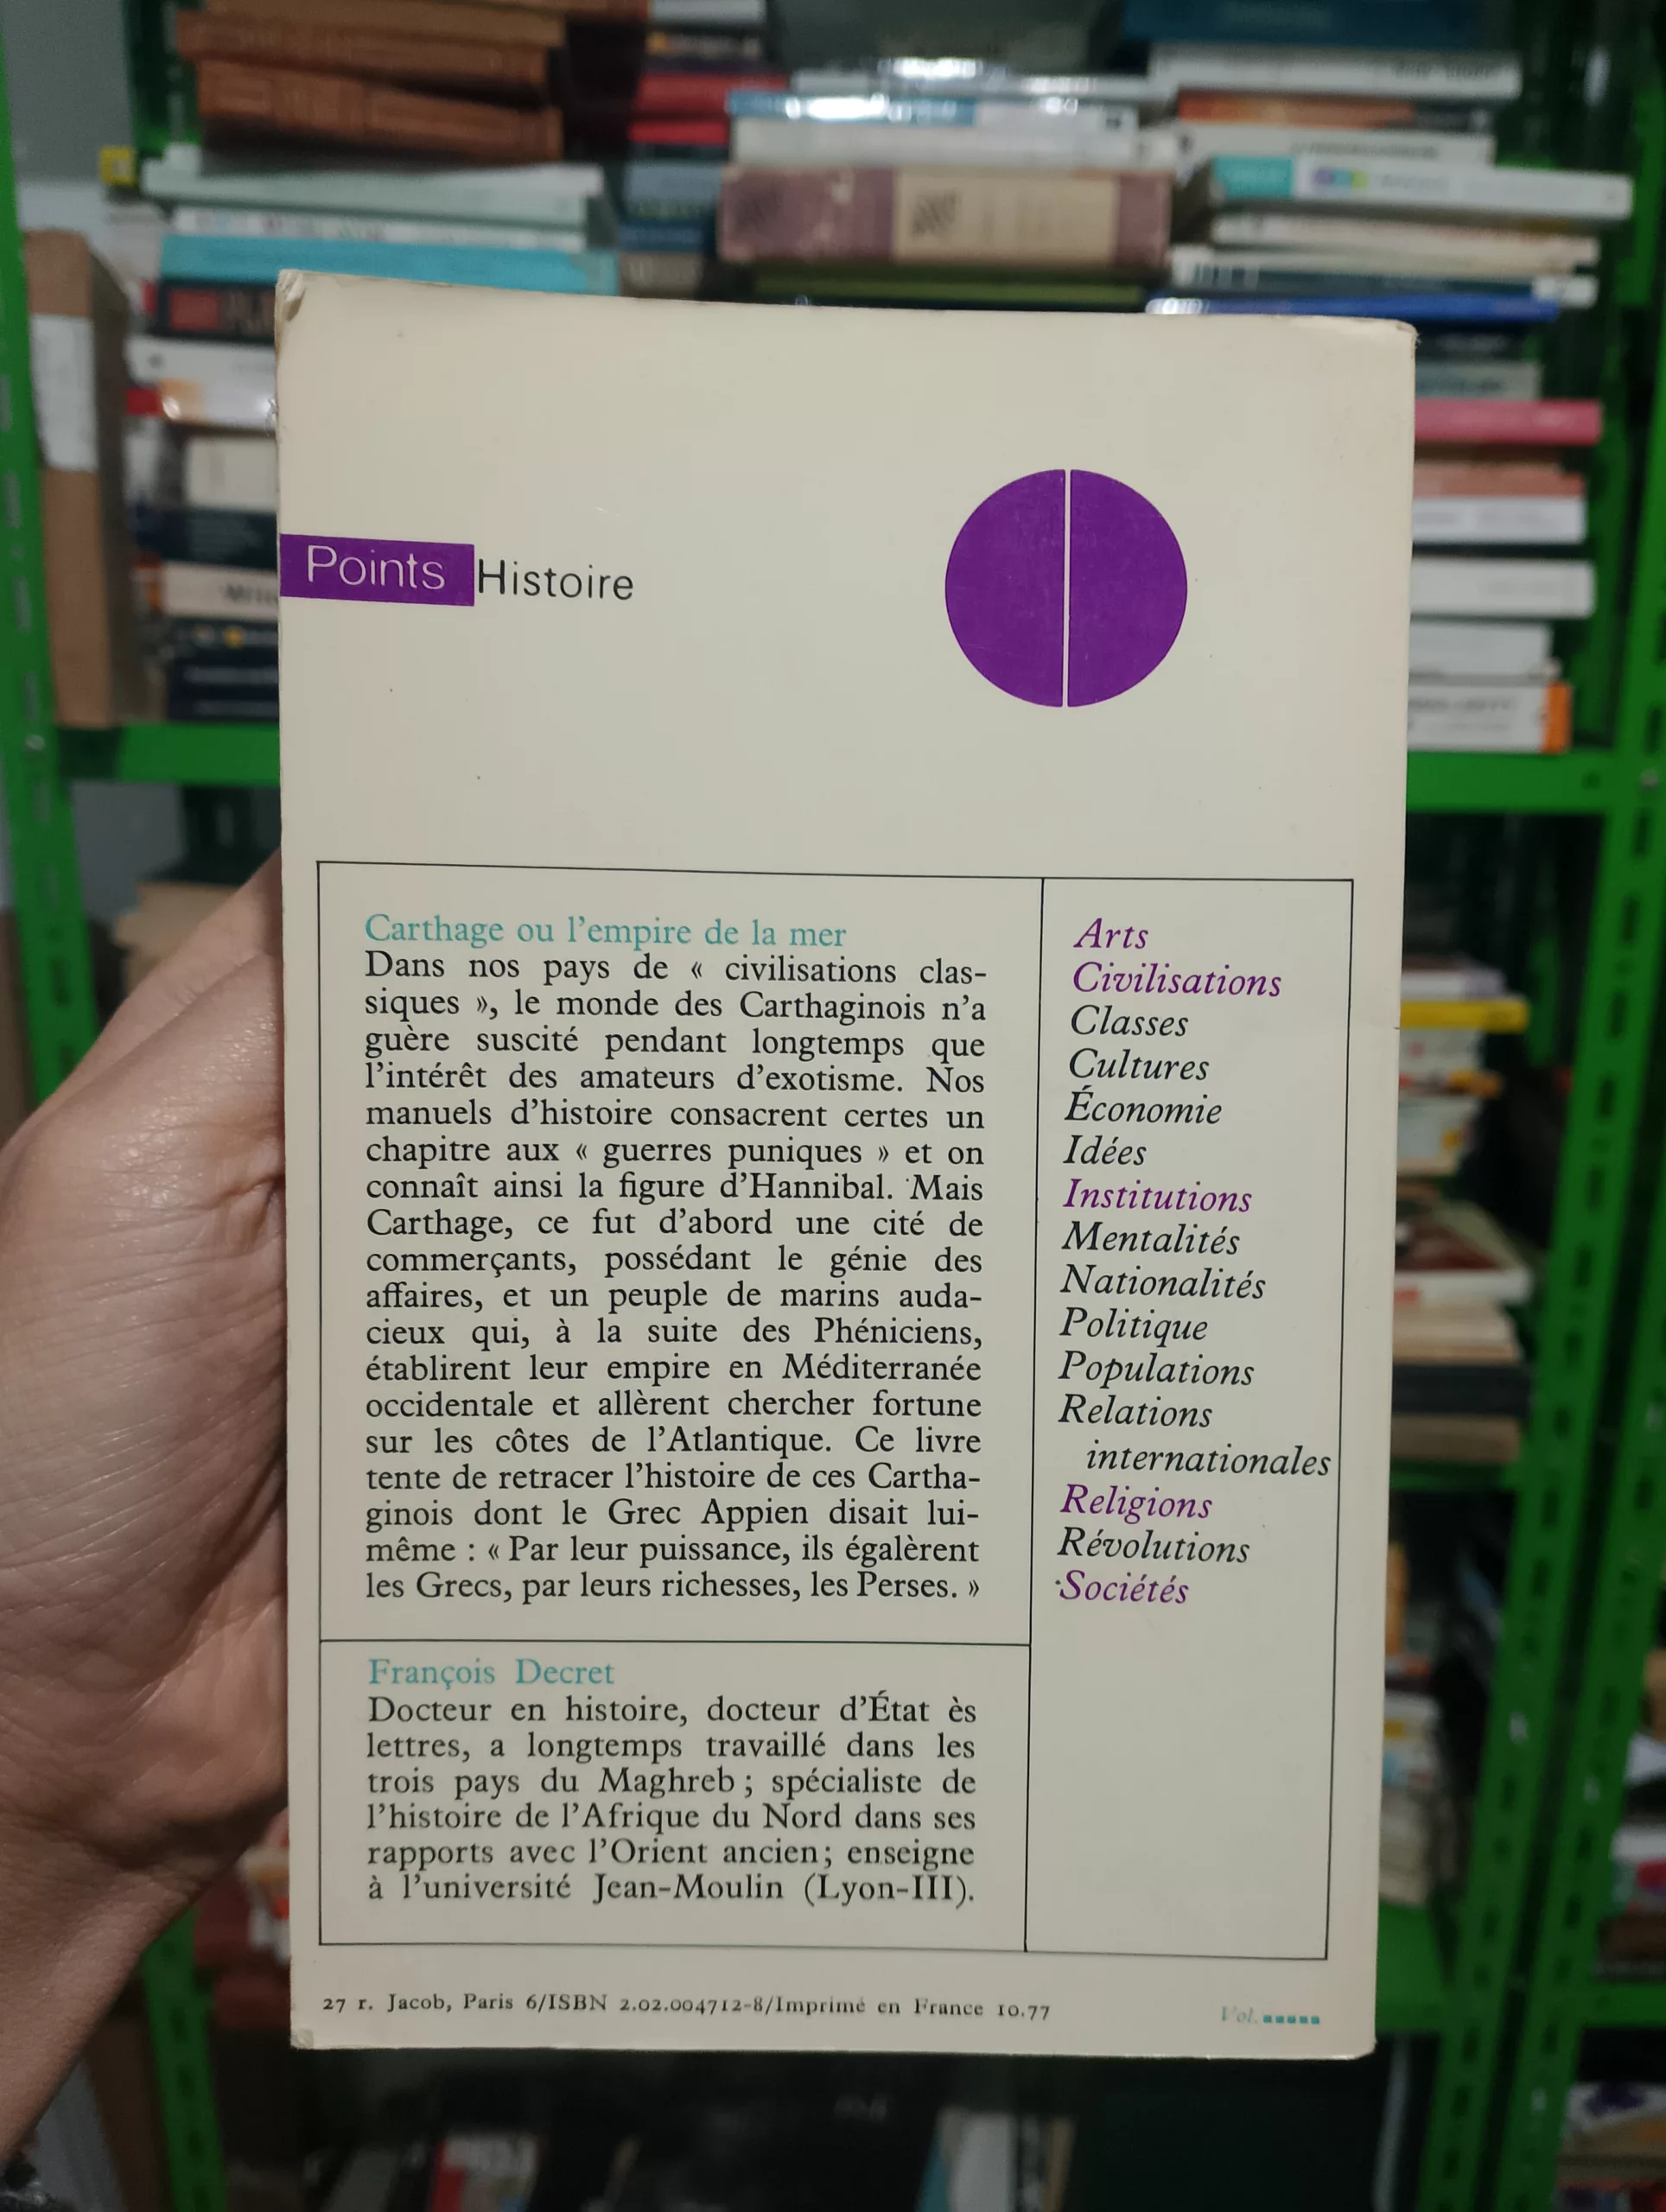 Points Histoire
Carthage ou l'empire de la mer
Dans nos pays de « civilisations clas-
siques », le monde des Carthaginois n'a
guère suscité pendant longtemps que
l'intérêt des amateurs d'exotisme. Nos
manuels d'histoire consacrent certes un
chapitre aux « guerres puniques » et on
connaît ainsi la figure d'Hannibal. Mais
Carthage, ce fut d'abord une cité de
commerçants, possédant le génie des
affaires, et un peuple de marins auda-
cieux qui, à la suite des Phéniciens,
établirent leur empire en Méditerranée
occidentale et allèrent chercher fortune
sur les côtes de l'Atlantique. Ce livre
tente de retracer l'histoire de ces Cartha-
ginois dont le Grec Appien disait lui-
même : « Par leur puissance, ils égalèrent
les Grecs, par leurs richesses, les Perses. »
François Decret
Docteur en histoire, docteur d'État ès
lettres, a longtemps travaillé dans les
trois pays du Maghreb ; spécialiste de
l'histoire de l'Afrique du Nord dans ses
rapports avec l'Orient ancien ; enseigne
à l'université Jean-Moulin (Lyon-III).
Arts
Civilisations
Classes
Cultures
Économie
Idées
Institutions
Mentalités
Nationalités
Politique
Populations
Relations
internationales
Religions
Révolutions
Sociétés
27 r. Jacob, Paris 6/ISBN 2.02.004712-8/Imprimé en France 10.77
Vol.